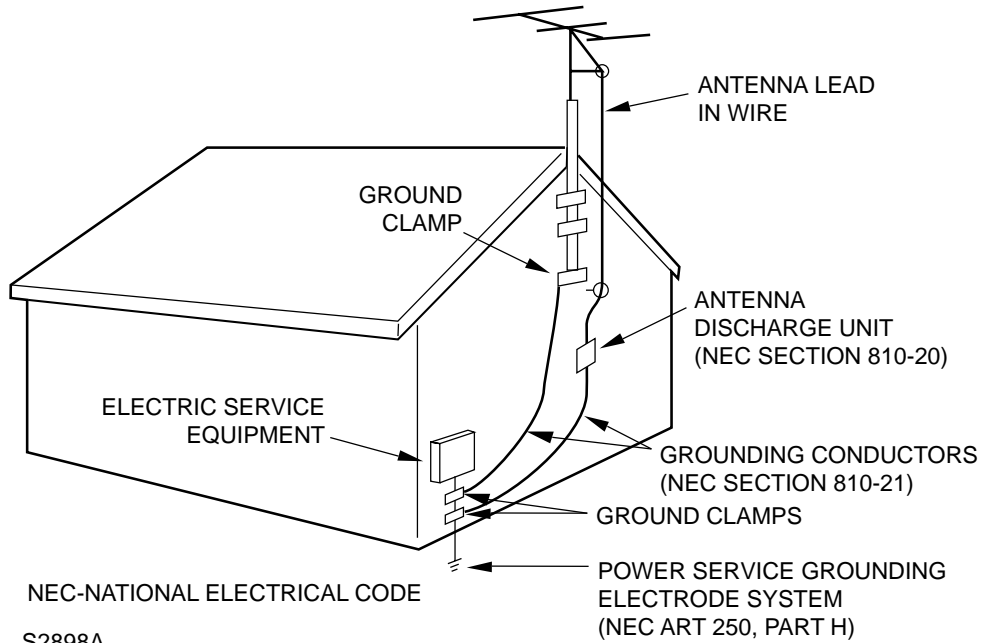 ANTENNA LEAD
IN WIRE
GROUND
CLAMP
ANTENNA
DISCHARGE UNIT
(NEC SECTION 810-20)
ELECTRIC SERVICE
EQUIPMENT
GROUNDING CONDUCTORS
(NEC SECTION 810-21)
GROUND CLAMPS
POWER SERVICE GROUNDING
ELECTRODE SYSTEM
(NEC ART 250, PART H)
NEC-NATIONAL ELECTRICAL CODE
S2898A